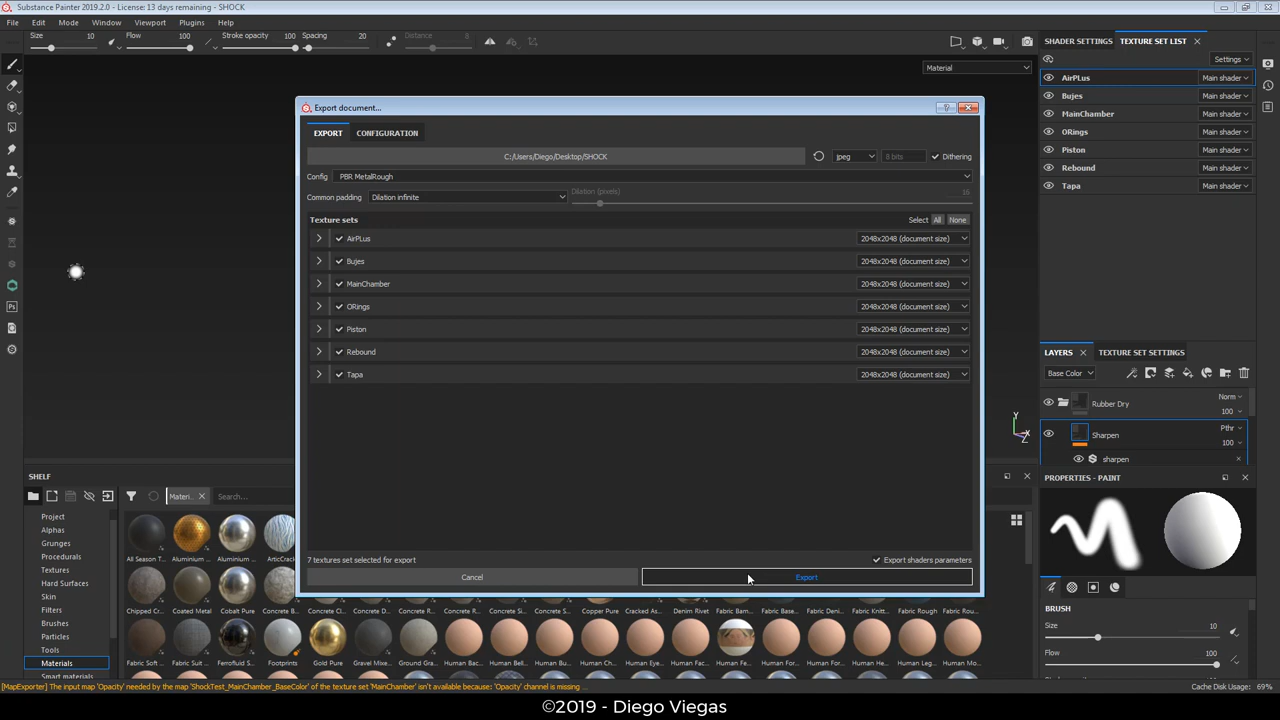 Substance Painter 2019.2.0 - License: 13 days remaining - SHOCK
File Edit Mode Window Viewport Plugins Help
Size 10 Flow 100 Stroke opacity 100 Spacing 20 Distance 8
Material
SHADER SETTINGS TEXTURE SET LIST
Settings
AirPLus Main shader
Bujes Main shader
MainChamber Main shader
ORings Main shader
Piston Main shader
Rebound Main shader
Tapa Main shader
Export document...
EXPORT CONFIGURATION
C:/Users/Diego/Desktop/SHOCK jpeg 8 bits Dithering
Config PBR MetalRough
Common padding Dilation infinite Dilation (pixels)
Texture sets Select All None
AirPLus 2048x2048 (document size)
Bujes 2048x2048 (document size)
MainChamber 2048x2048 (document size)
ORings 2048x2048 (document size)
Piston 2048x2048 (document size)
Rebound 2048x2048 (document size)
Tapa 2048x2048 (document size)
7 textures set selected for export Export shaders parameters
Cancel Export
Y
X
Z
LAYERS TEXTURE SET SETTINGS
Base Color
Rubber Dry Norm
100
Sharpen Pthr
100
sharpen
PROPERTIES - PAINT
BRUSH
Size 10
Flow 100
SHELF
Materi... Search...
Project
Alphas
Grunges
Procedurals
Textures
Hard Surfaces
Skin
Filters
Brushes
Particles
Tools
Materials
Smart materials
All Season T... Aluminium ... Aluminium ... ArticCrack
Chipped Cr... Coated Metal Cobalt Pure Concrete C... Concrete C... Concrete R... Concrete Si... Concrete ... Copper Pure Cracked As... Denim Rivet Fabric Bam... Fabric Base... Fabric Deni... Fabric Knitt... Fabric Rough Fabric Rou...
Fabric Soft ... Fabric Suit ... Ferrofluid S... Footprints Gold Pure Gravel Mixe... Ground Gra... Human Bac... Human Bell... Human Bu... Human Ch... Human Eye... Human Fac... Human Fe... Human For... Human For... Human He... Human Leg... Human Mo...
[MapExporter] The input map 'Opacity' needed by the map 'ShockTest_MainChamber_BaseColor' of the texture set 'MainChamber' isn't available because: 'Opacity' channel is missing ... Cache Disk Usage: 69%
©2019 - Diego Viegas